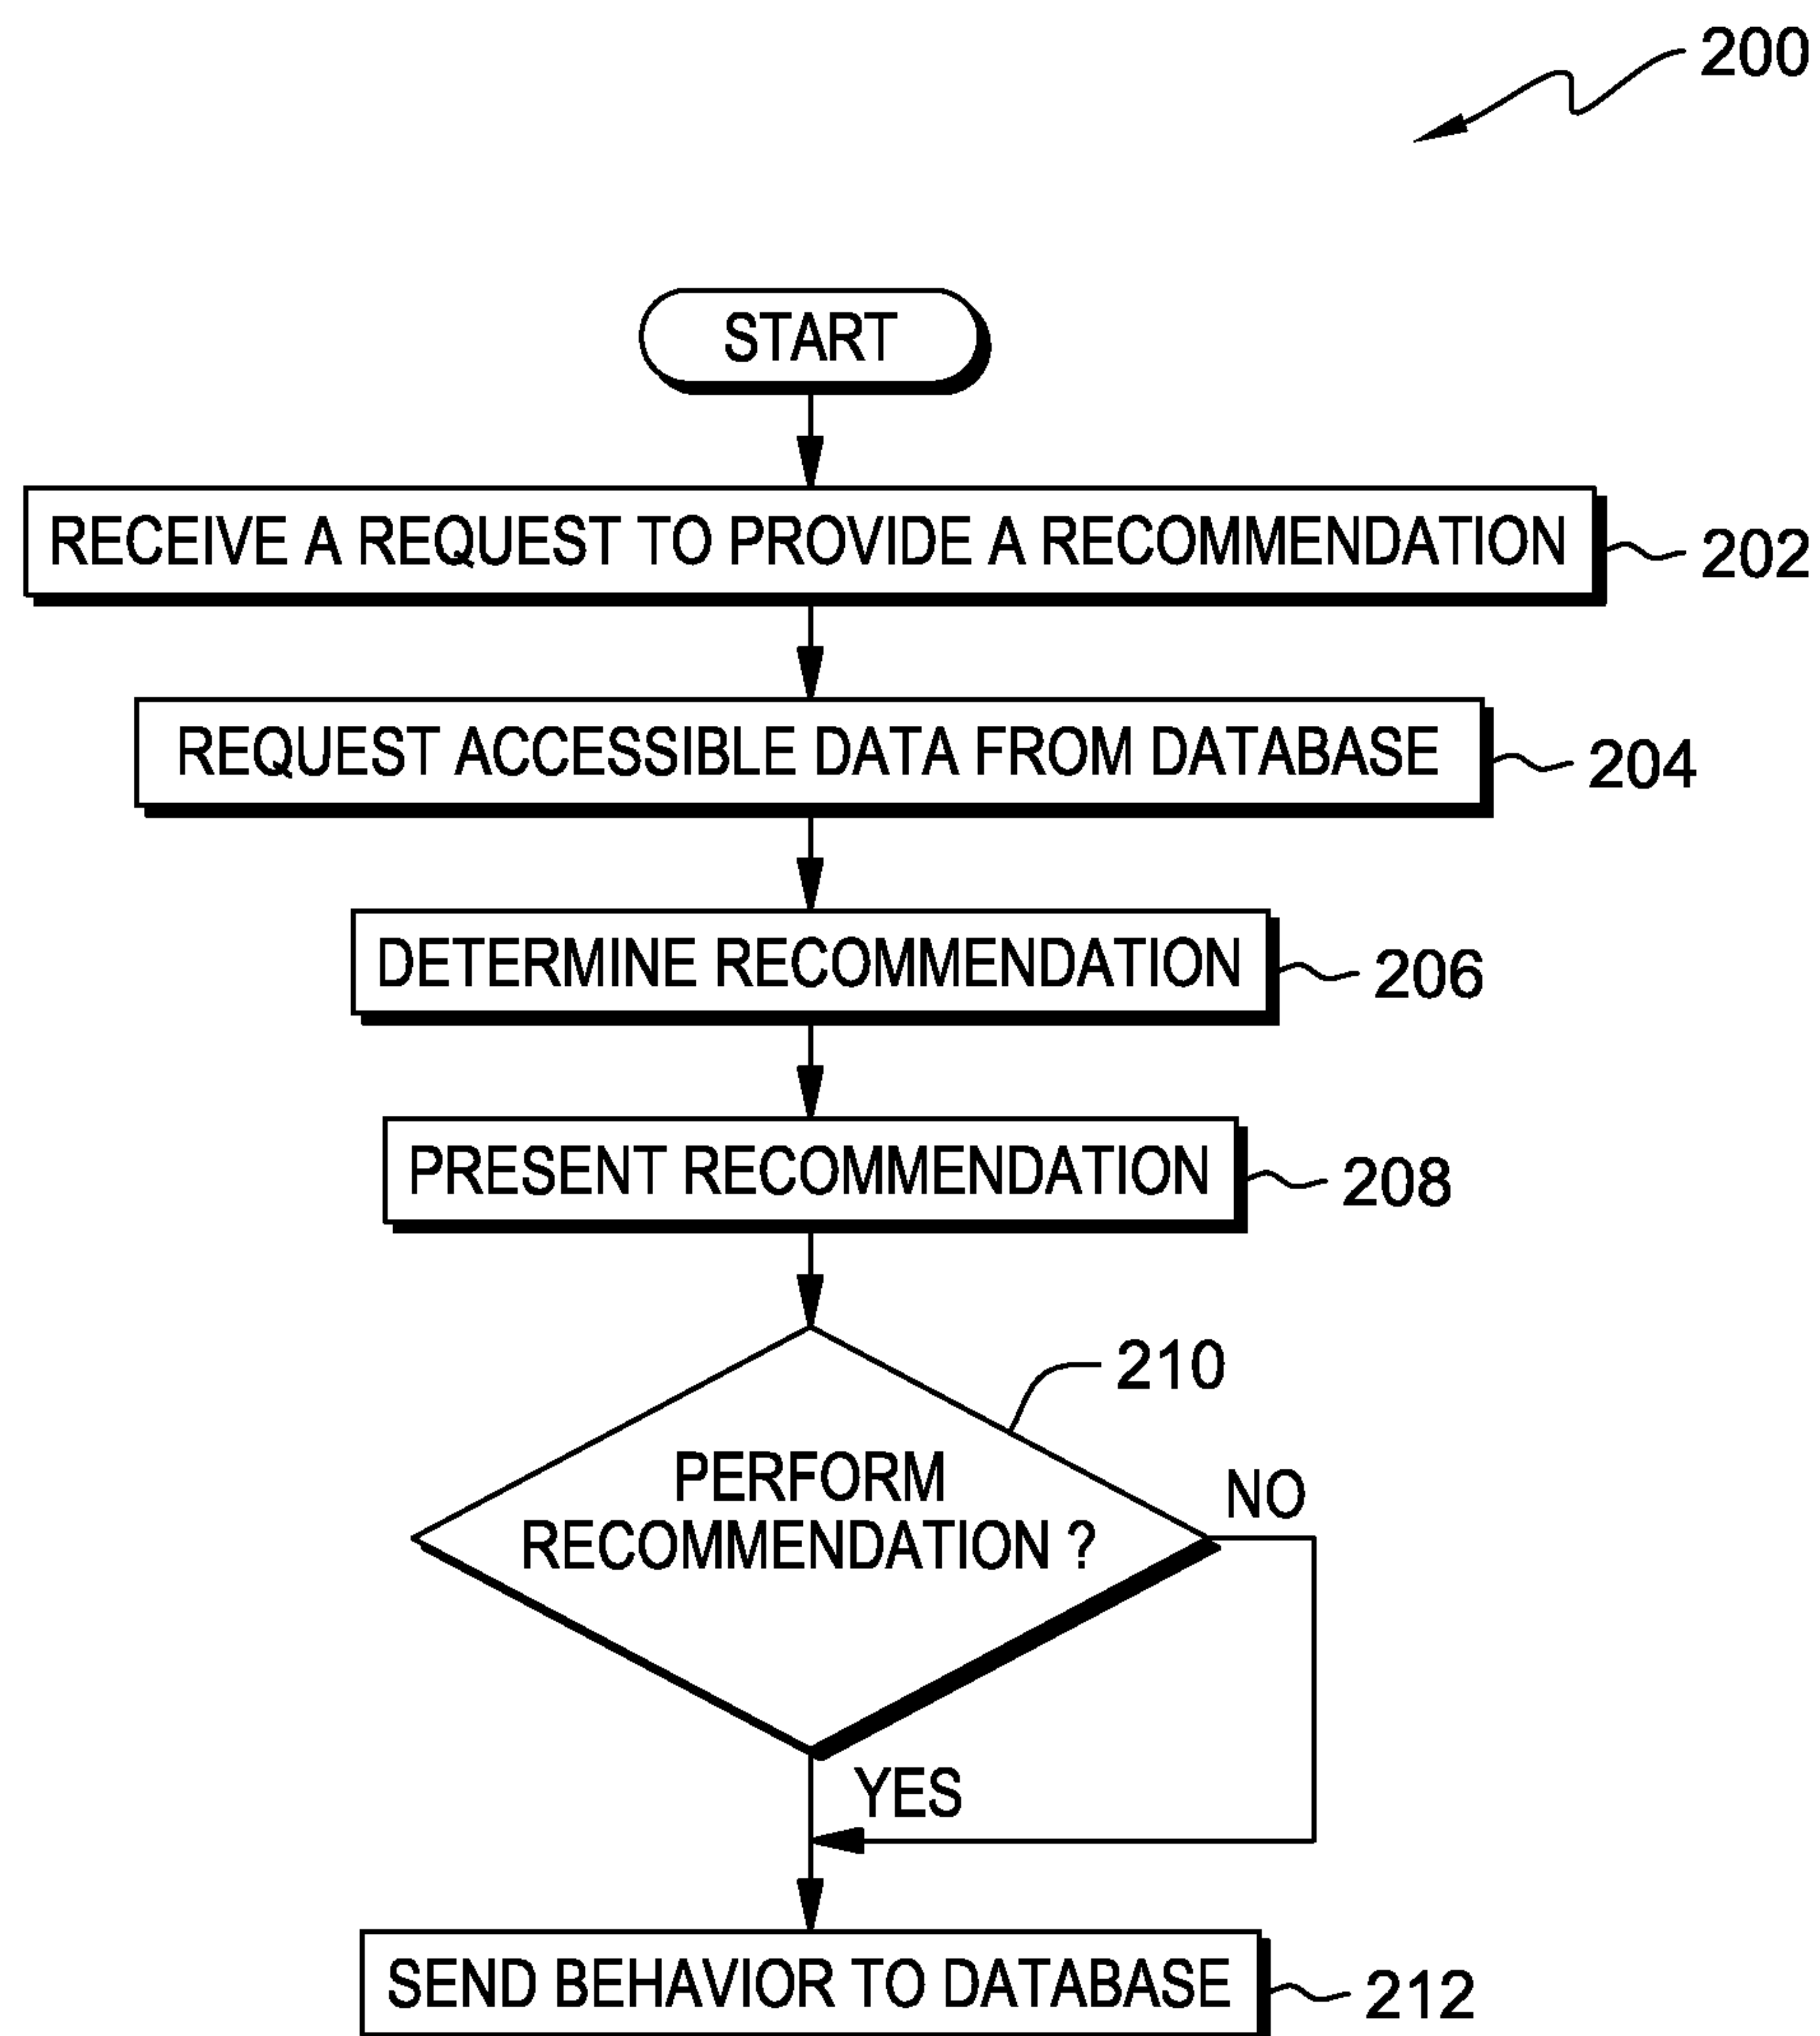 200
START
RECEIVE A REQUEST TO PROVIDE A RECOMMENDATION
202
REQUEST ACCESSIBLE DATA FROM DATABASE
204
DETERMINE RECOMMENDATION
206
PRESENT RECOMMENDATION
208
210
PERFORM
RECOMMENDATION ?
NO
YES
SEND BEHAVIOR TO DATABASE
212